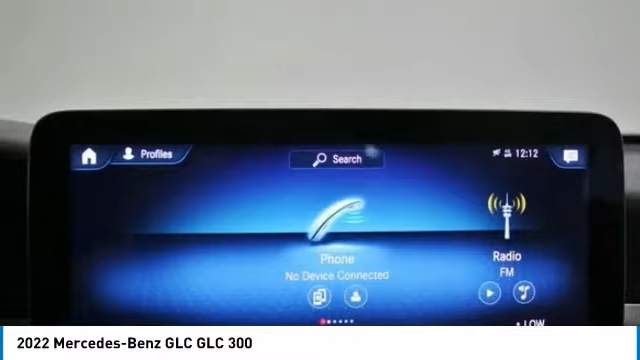 Profiles
Search
12:12
Phone
No Device Connected
Radio
FM
LOW
2022 Mercedes-Benz GLC GLC 300